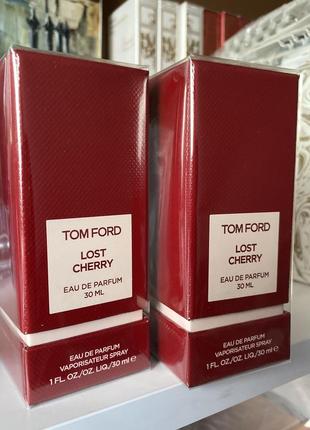 TOM FORD
LOST
CHERRY
EAU DE PARFUM
30 ML
EAU DE PARFUM
VAPORISATEUR SPRAY
1 FL. OZ./OZ. LIQ./30 ml ℮
TOM FORD
LOST
CHERRY
EAU DE PARFUM
30 ML
EAU DE PARFUM
VAPORISATEUR SPRAY
1 FL. OZ./OZ. LIQ./30 ml ℮